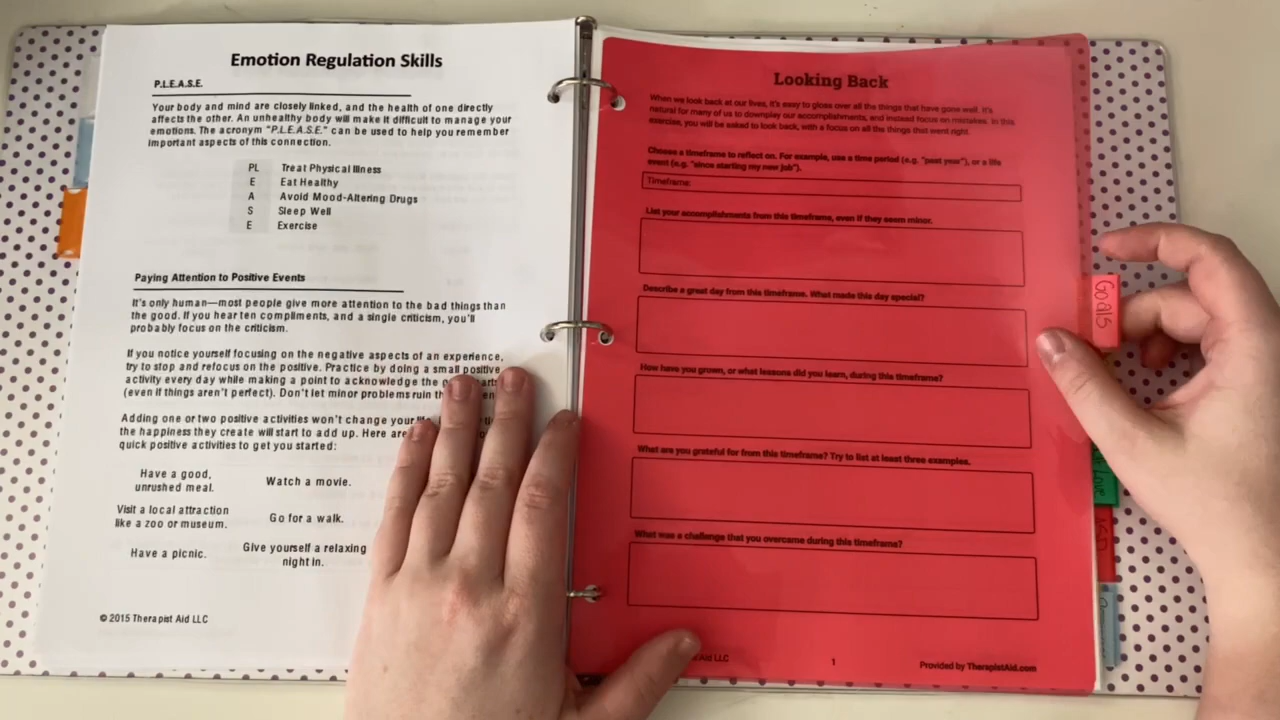 Emotion Regulation Skills
P.L.E.A.S.E.
Your body and mind are closely linked, and the health of one directly
affects the other. An unhealthy body will make it difficult to manage your
emotions. The acronym "P.L.E.A.S.E." can be used to help you remember
important aspects of this connection.
PL Treat Physical Illness
E Eat Healthy
A Avoid Mood-Altering Drugs
S Sleep Well
E Exercise
Paying Attention to Positive Events
It's only human—most people give more attention to the bad things than
the good. If you hear ten compliments, and a single criticism, you'll
probably focus on the criticism.
If you notice yourself focusing on the negative aspects of an experience,
try to stop and refocus on the positive. Practice by doing a small positive
activity every day while making a point to acknowledge the
(even if things aren't perfect). Don't let minor problems ruin
Adding one or two positive activities won't change your
the happiness they create will start to add up. Here are
quick positive activities to get you started:
Have a good,
unrushed meal.
Watch a movie.
Visit a local attraction
like a zoo or museum.
Go for a walk.
Have a picnic.
Give yourself a relaxing
night in.
© 2015 Therapist Aid LLC
Looking Back
When we look back at our lives, it's easy to gloss over all the things that have gone well. It's
natural for many of us to downplay our accomplishments, and instead focus on mistakes. In this
exercise, you will be asked to look back, with a focus on all the things that went right.
Choose a timeframe to reflect on. For example, use a time period (e.g. "past year"), or a life
event (e.g. "since starting my new job").
Timeframe:
List your accomplishments from this timeframe, even if they seem minor.
Describe a great day from this timeframe. What made this day special?
How have you grown, or what lessons did you learn, during this timeframe?
What are you grateful for from this timeframe? Try to list at least three examples.
What was a challenge that you overcame during this timeframe?
Aid LLC
1
Provided by TherapistAid.com
Goals
Love